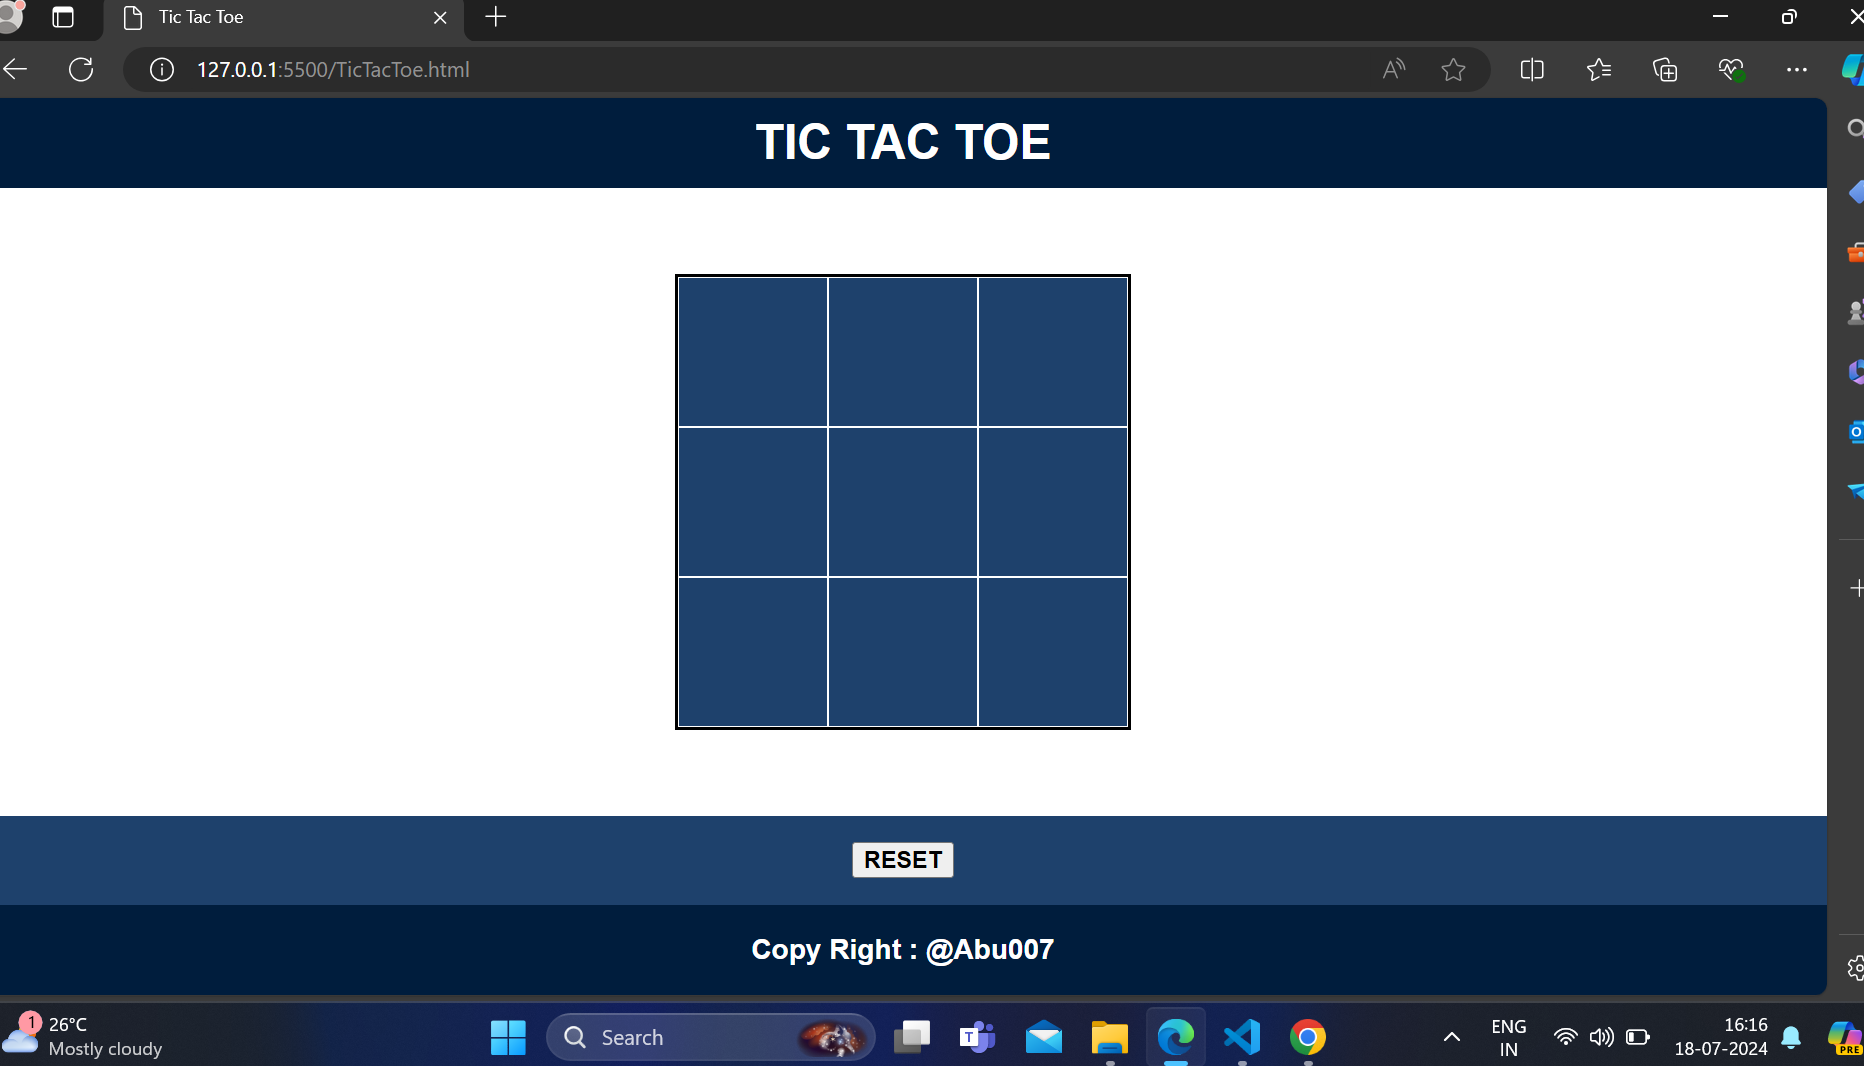 Tic Tac Toe
127.0.0.1:5500/TicTacToe.html
TIC TAC TOE
RESET
Copy Right : @Abu007
1
26°C
Mostly cloudy
Search
T
ENG
IN
16:16
18-07-2024
PRE